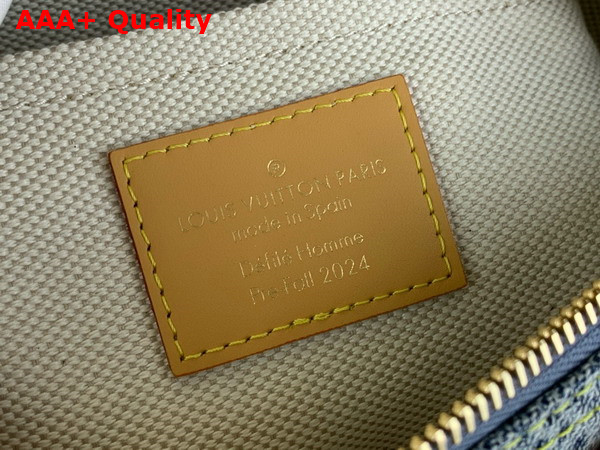 AAA+ Quality
®
LOUIS VUITTON PARIS
made in Spain
Défilé Homme
Pre Fall 2024